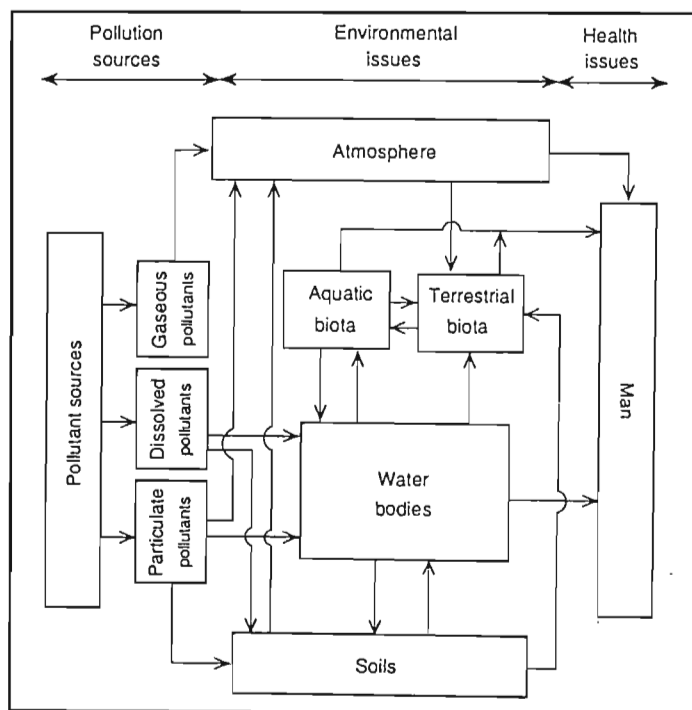 Pollution
sources
Environmental
issues
Health
issues
Atmosphere
Pollutant sources
Gaseous
pollutants
Dissolved
pollutants
Particulate
pollutants
Aquatic
biota
Terrestrial
biota
Water
bodies
Soils
Man